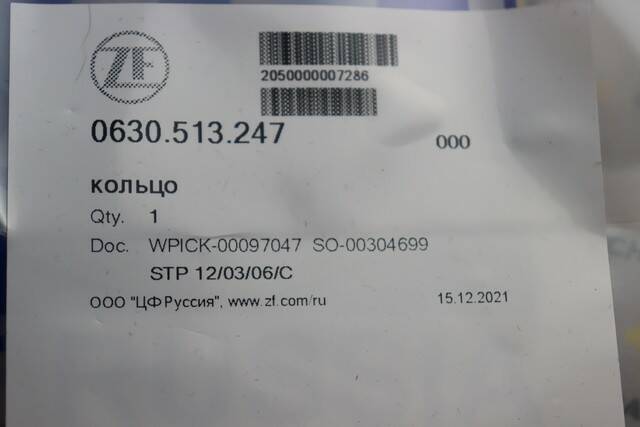 ZF
2050000007286
0630.513.247 000
кольцо
Qty. 1
Doc. WPICK-00097047 SO-00304699
STP 12/03/06/C
ООО "ЦФ Руссия", www.zf.com/ru 15.12.2021